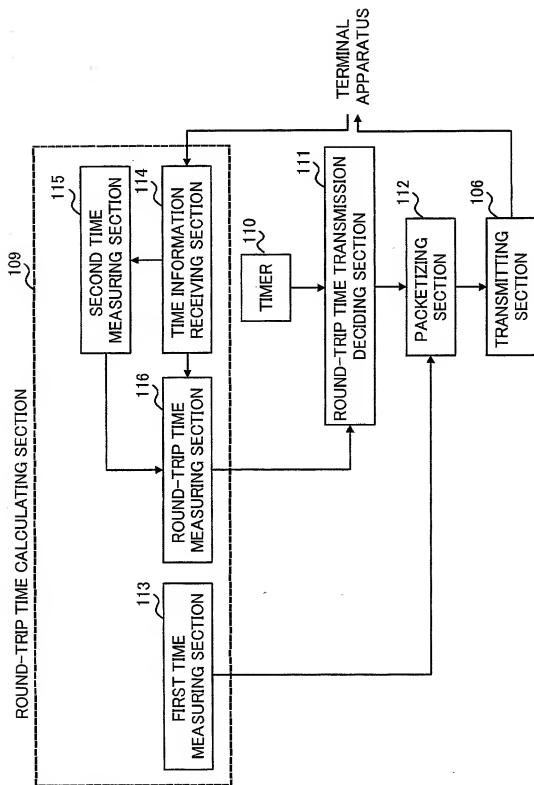 ROUND-TRIP TIME CALCULATING SECTION
109
115
SECOND TIME
MEASURING SECTION
114
TIME INFORMATION
RECEIVING SECTION
116
ROUND-TRIP TIME
MEASURING SECTION
113
FIRST TIME
MEASURING SECTION
110
TIMER
111
ROUND-TRIP TIME TRANSMISSION
DECIDING SECTION
112
PACKETIZING
SECTION
106
TRANSMITTING
SECTION
TERMINAL
APPARATUS